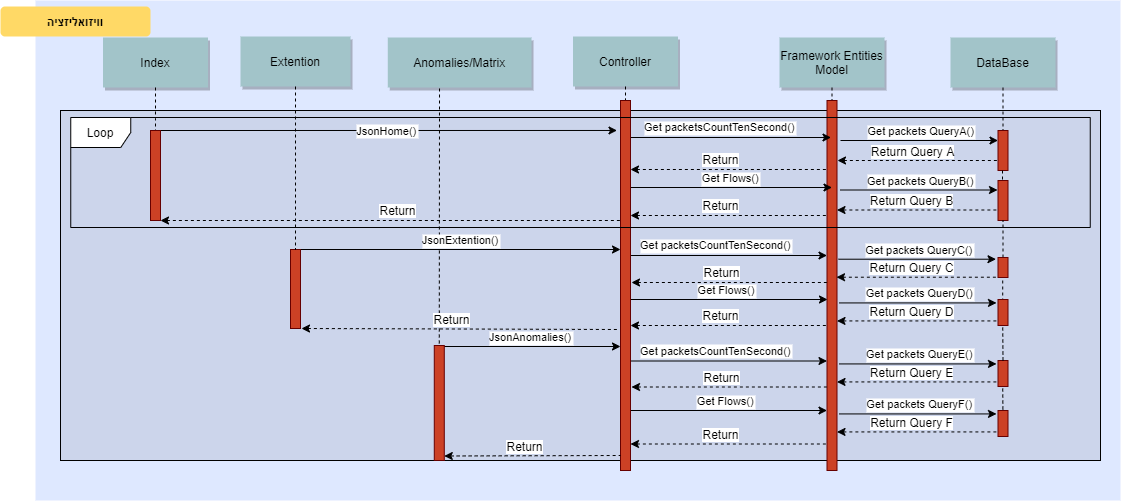 וויזואליזציה
Index
Extention
Anomalies/Matrix
Controller
Framework Entities
Model
DataBase
Loop
JsonHome()
Get packetsCountTenSecond()
Get packets QueryA()
Return Query A
Return
Get Flows()
Get packets QueryB()
Return Query B
Return
Return
JsonExtention()
Get packetsCountTenSecond()
Get packets QueryC()
Return Query C
Return
Get Flows()
Get packets QueryD()
Return Query D
Return
Return
JsonAnomalies()
Get packetsCountTenSecond()
Get packets QueryE()
Return Query E
Return
Get Flows()
Get packets QueryF()
Return Query F
Return
Return